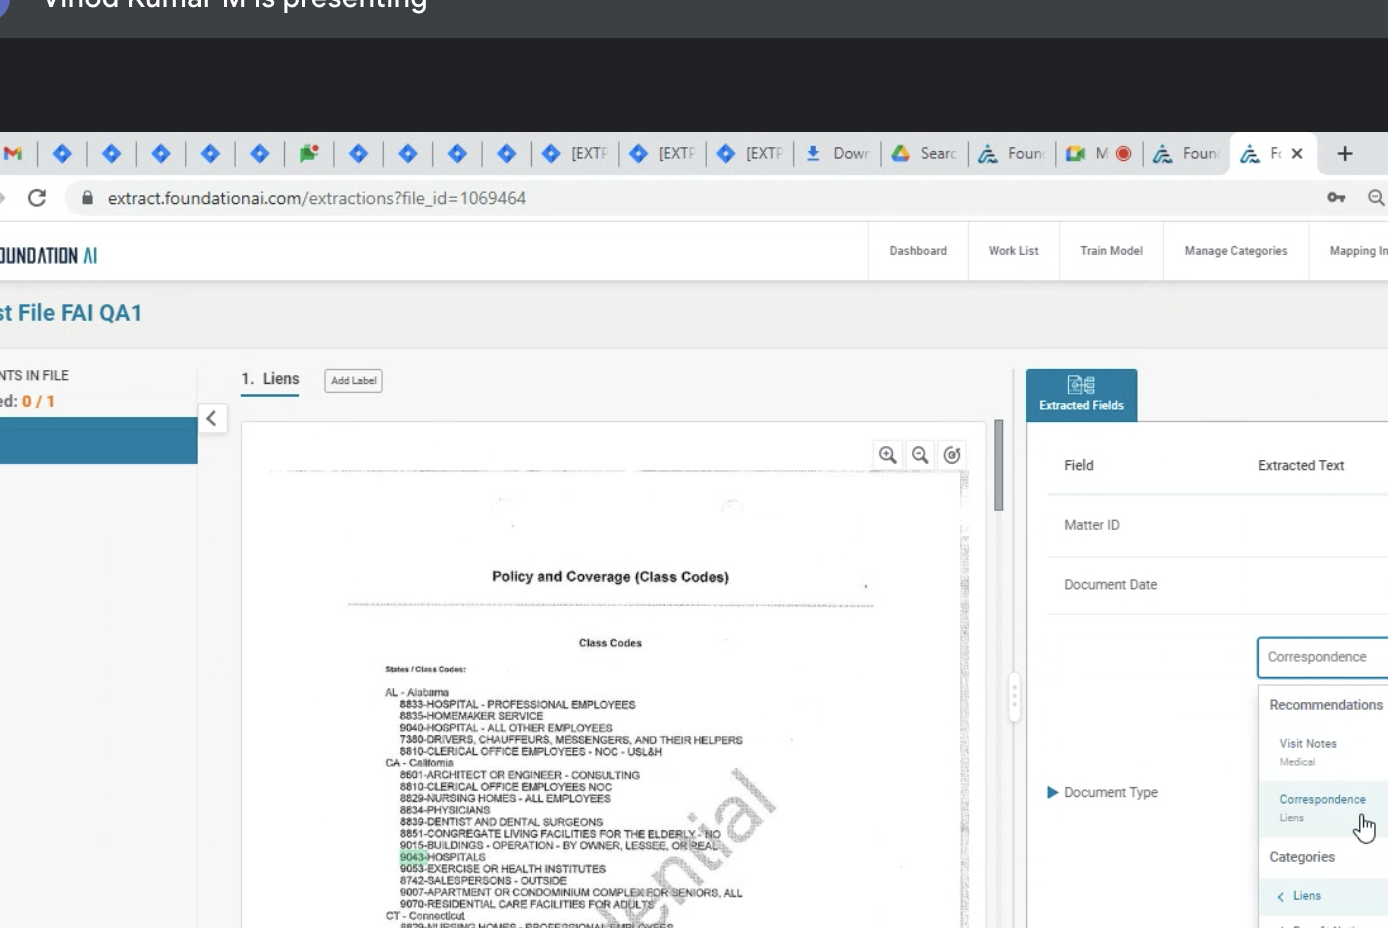 Vinod Kumar M is presenting
[EXTF
[EXTF
[EXTF
Down
Searc
Foun
M
Foun
extract.foundationai.com/extractions?file_id=1069464
OUNDATION AI
Dashboard
Work List
Train Model
Manage Categories
Mapping In
st File FAI QA1
NTS IN FILE
ed: 0 / 1
1. Liens
Add Label
Extracted Fields
Field
Extracted Text
Matter ID
Document Date
Correspondence
Recommendations
Visit Notes
Medical
Document Type
Correspondence
Liens
Categories
Liens
Policy and Coverage (Class Codes)
Class Codes
States / Class Codes:
AL - Alabama
8833-HOSPITAL - PROFESSIONAL EMPLOYEES
8835-HOMEMAKER SERVICE
9040-HOSPITAL - ALL OTHER EMPLOYEES
7380-DRIVERS, CHAUFFEURS, MESSENGERS, AND THEIR HELPERS
8810-CLERICAL OFFICE EMPLOYEES - NOC - USL&H
CA - California
8601-ARCHITECT OR ENGINEER - CONSULTING
8810-CLERICAL OFFICE EMPLOYEES NOC
8829-NURSING HOMES - ALL EMPLOYEES
8834-PHYSICIANS
8839-DENTIST AND DENTAL SURGEONS
8851-CONGREGATE LIVING FACILITIES FOR THE ELDERLY - NO
9015-BUILDINGS - OPERATION - BY OWNER, LESSEE, OR REAL
9043-HOSPITALS
9053-EXERCISE OR HEALTH INSTITUTES
8742-SALESPERSONS - OUTSIDE
9007-APARTMENT OR CONDOMINIUM COMPLEX FOR SENIORS, ALL
9070-RESIDENTIAL CARE FACILITIES FOR ADULTS
CT - Connecticut
8829-NURSING HOMES - PROFESSIONAL EMPLOYEES
dential